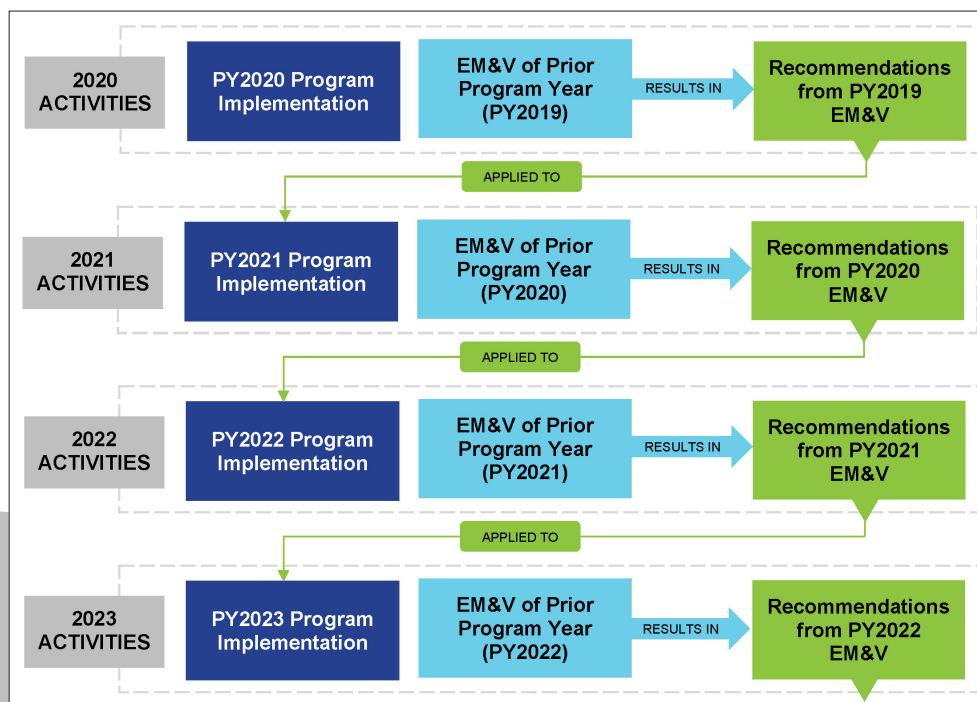 2020
ACTIVITIES
PY2020 Program
Implementation
EM&V of Prior
Program Year
(PY2019)
RESULTS IN
Recommendations
from PY2019
EM&V
APPLIED TO
2021
ACTIVITIES
PY2021 Program
Implementation
EM&V of Prior
Program Year
(PY2020)
RESULTS IN
Recommendations
from PY2020
EM&V
APPLIED TO
2022
ACTIVITIES
PY2022 Program
Implementation
EM&V of Prior
Program Year
(PY2021)
RESULTS IN
Recommendations
from PY2021
EM&V
APPLIED TO
2023
ACTIVITIES
PY2023 Program
Implementation
EM&V of Prior
Program Year
(PY2022)
RESULTS IN
Recommendations
from PY2022
EM&V